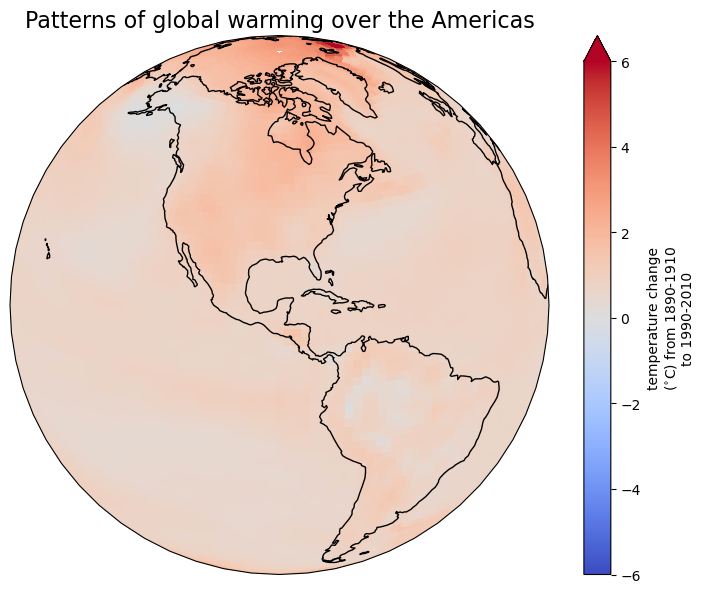 Patterns of global warming over the Americas
6
4
2
0
−2
−4
−6
temperature change
(°C) from 1890-1910
to 1990-2010